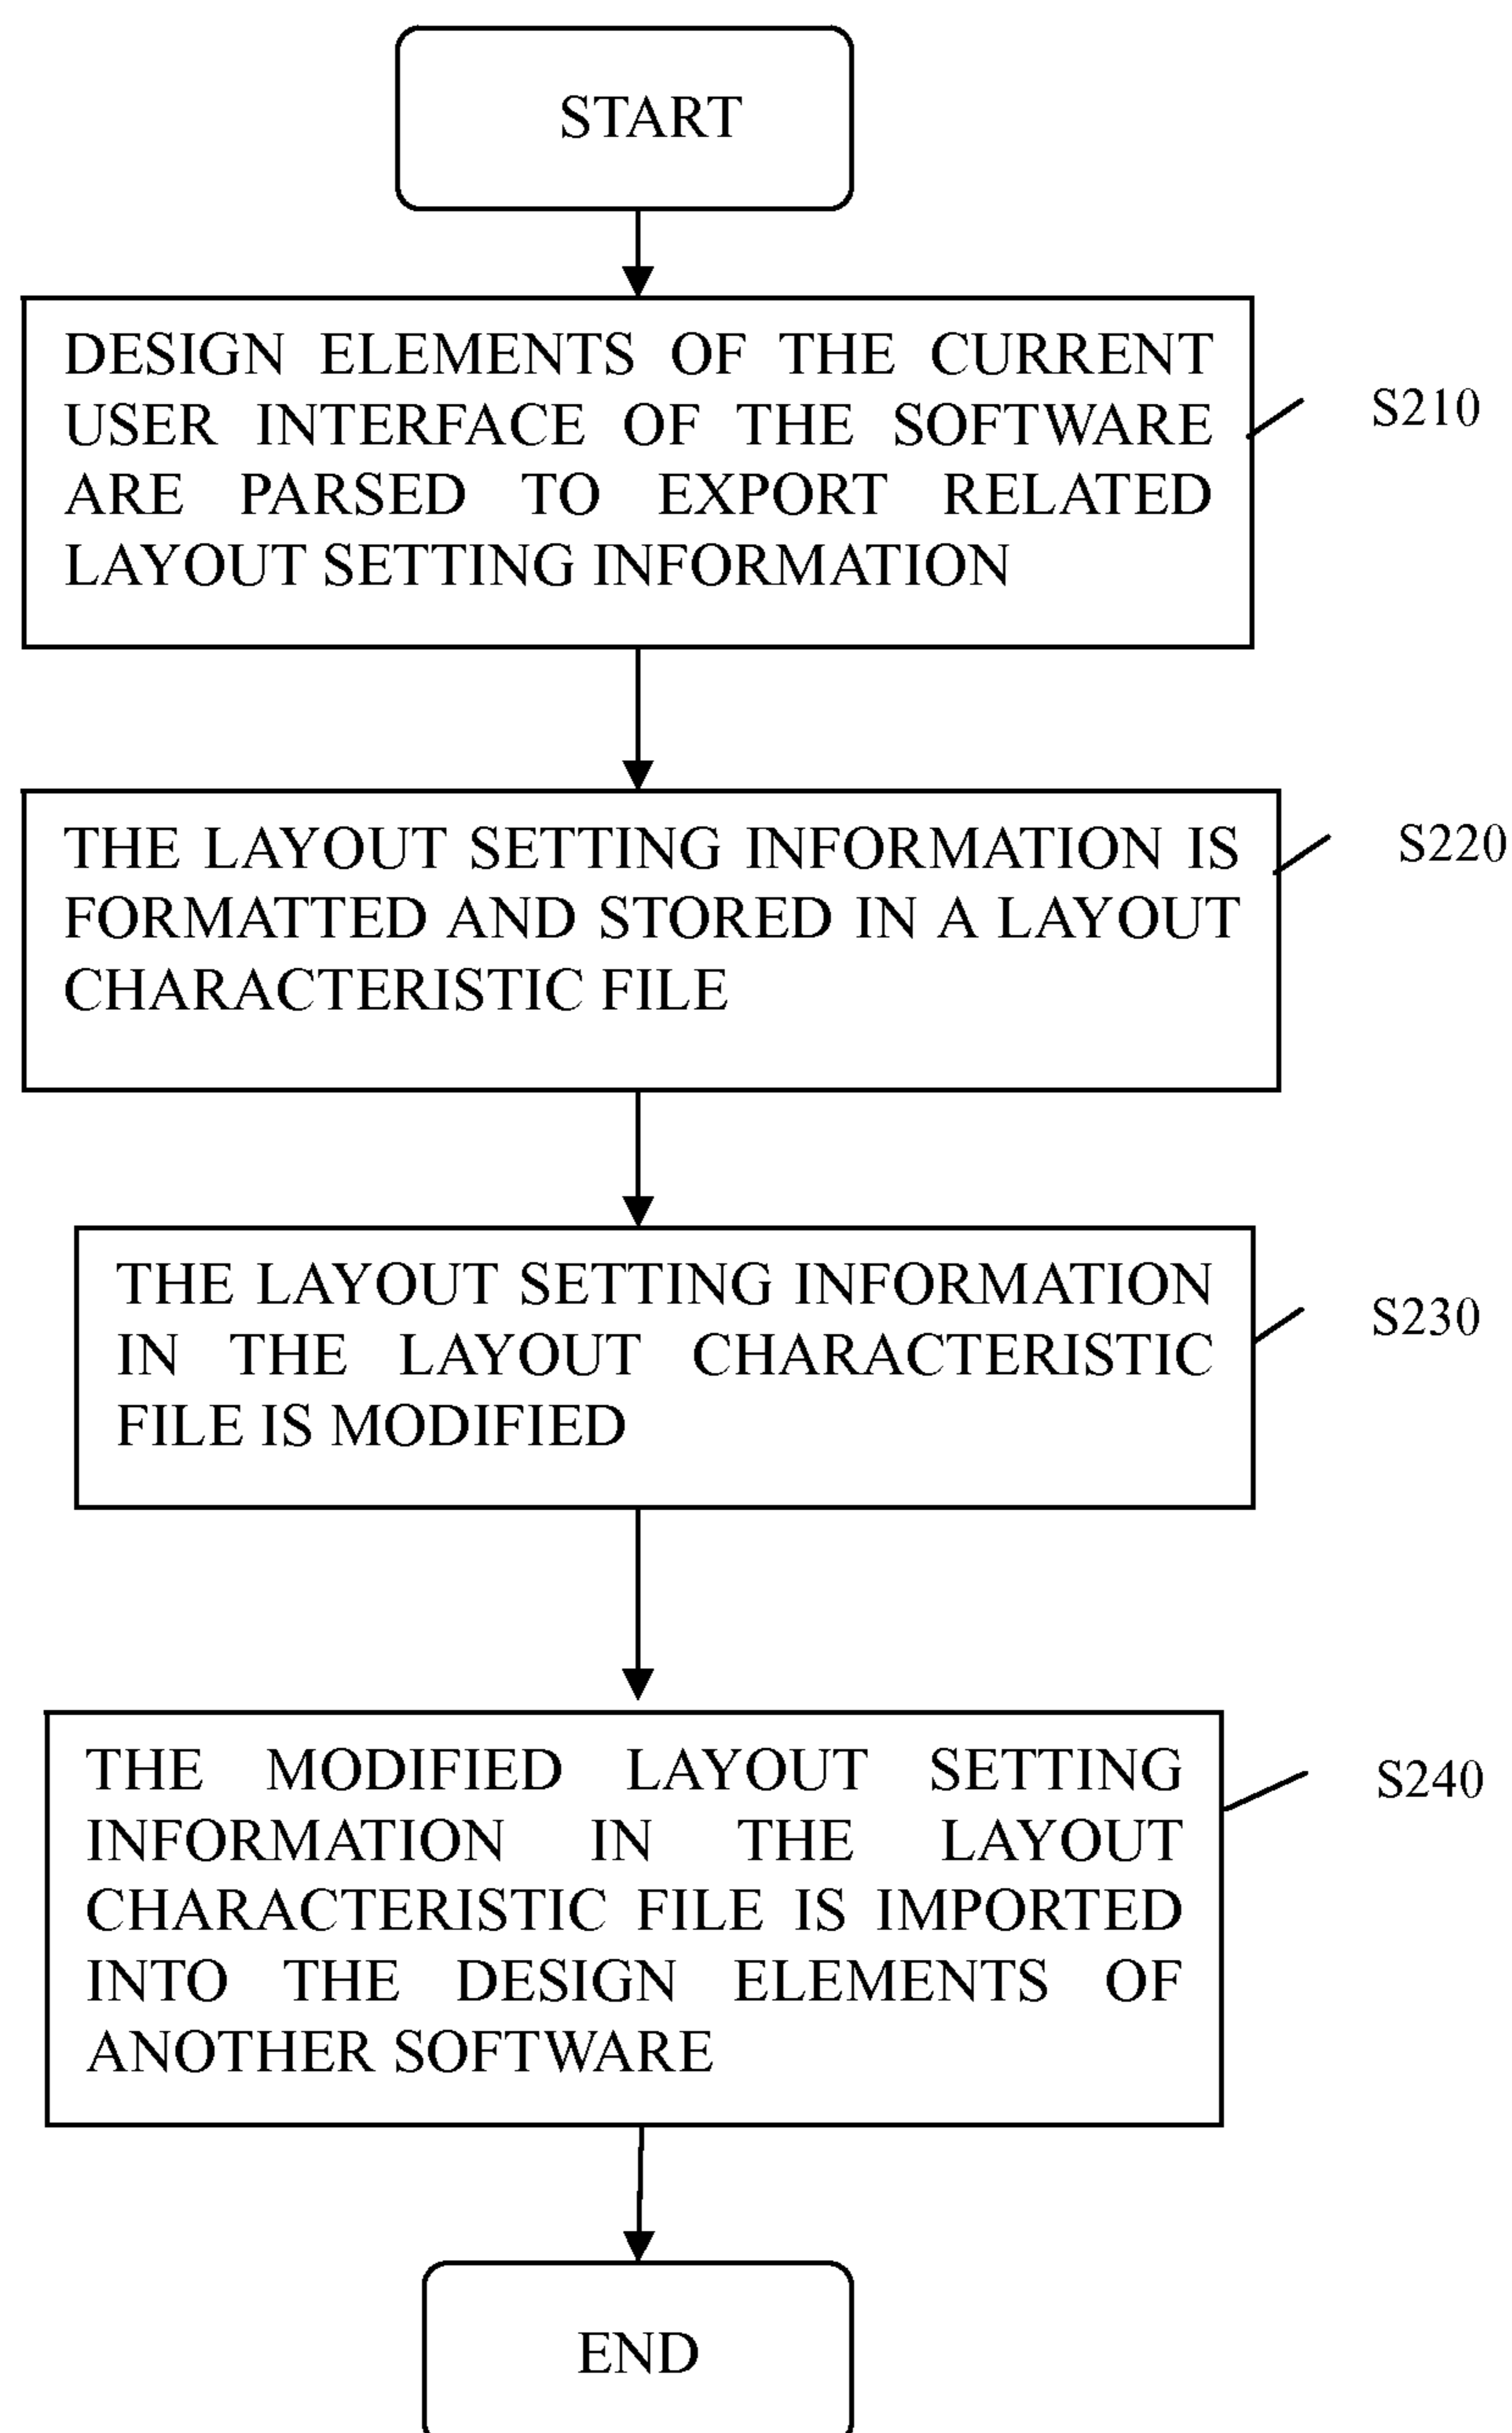 START
DESIGN ELEMENTS OF THE CURRENT
USER INTERFACE OF THE SOFTWARE
ARE PARSED TO EXPORT RELATED
LAYOUT SETTING INFORMATION
S210
THE LAYOUT SETTING INFORMATION IS
FORMATTED AND STORED IN A LAYOUT
CHARACTERISTIC FILE
S220
THE LAYOUT SETTING INFORMATION
IN THE LAYOUT CHARACTERISTIC
FILE IS MODIFIED
S230
THE MODIFIED LAYOUT SETTING
INFORMATION IN THE LAYOUT
CHARACTERISTIC FILE IS IMPORTED
INTO THE DESIGN ELEMENTS OF
ANOTHER SOFTWARE
S240
END